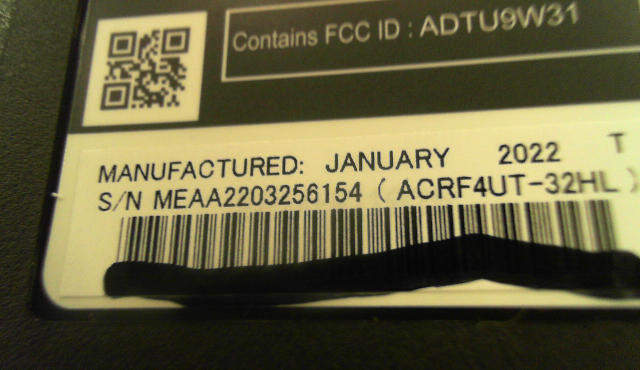 Contains FCC ID : ADTU9W31
MANUFACTURED: JANUARY 2022 T
S/N MEAA2203256154 ( ACRF4UT-32HL )